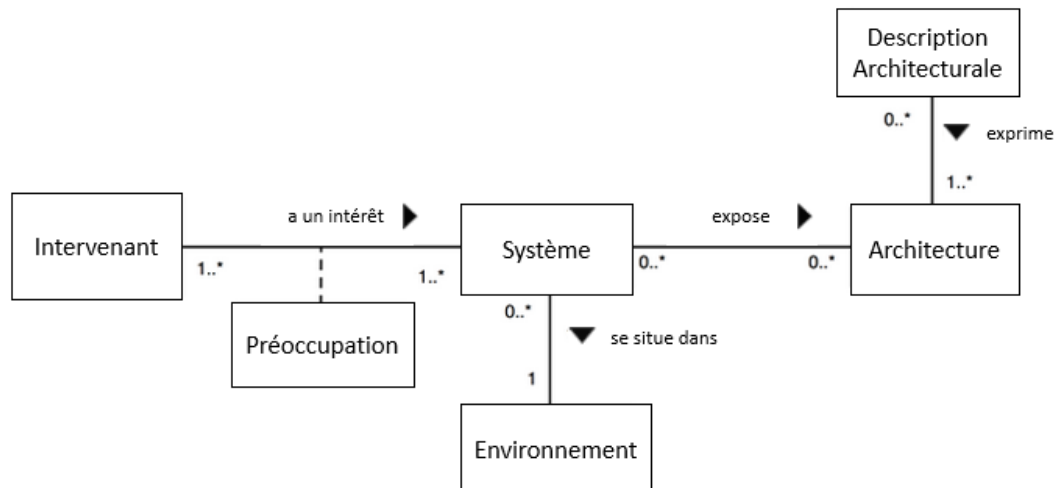 Description
Architecturale
0..*
exprime
1..*
Intervenant
a un intérêt
Système
expose
Architecture
1..*
1..*
0..*
0..*
Préoccupation
0..*
se situe dans
1
Environnement